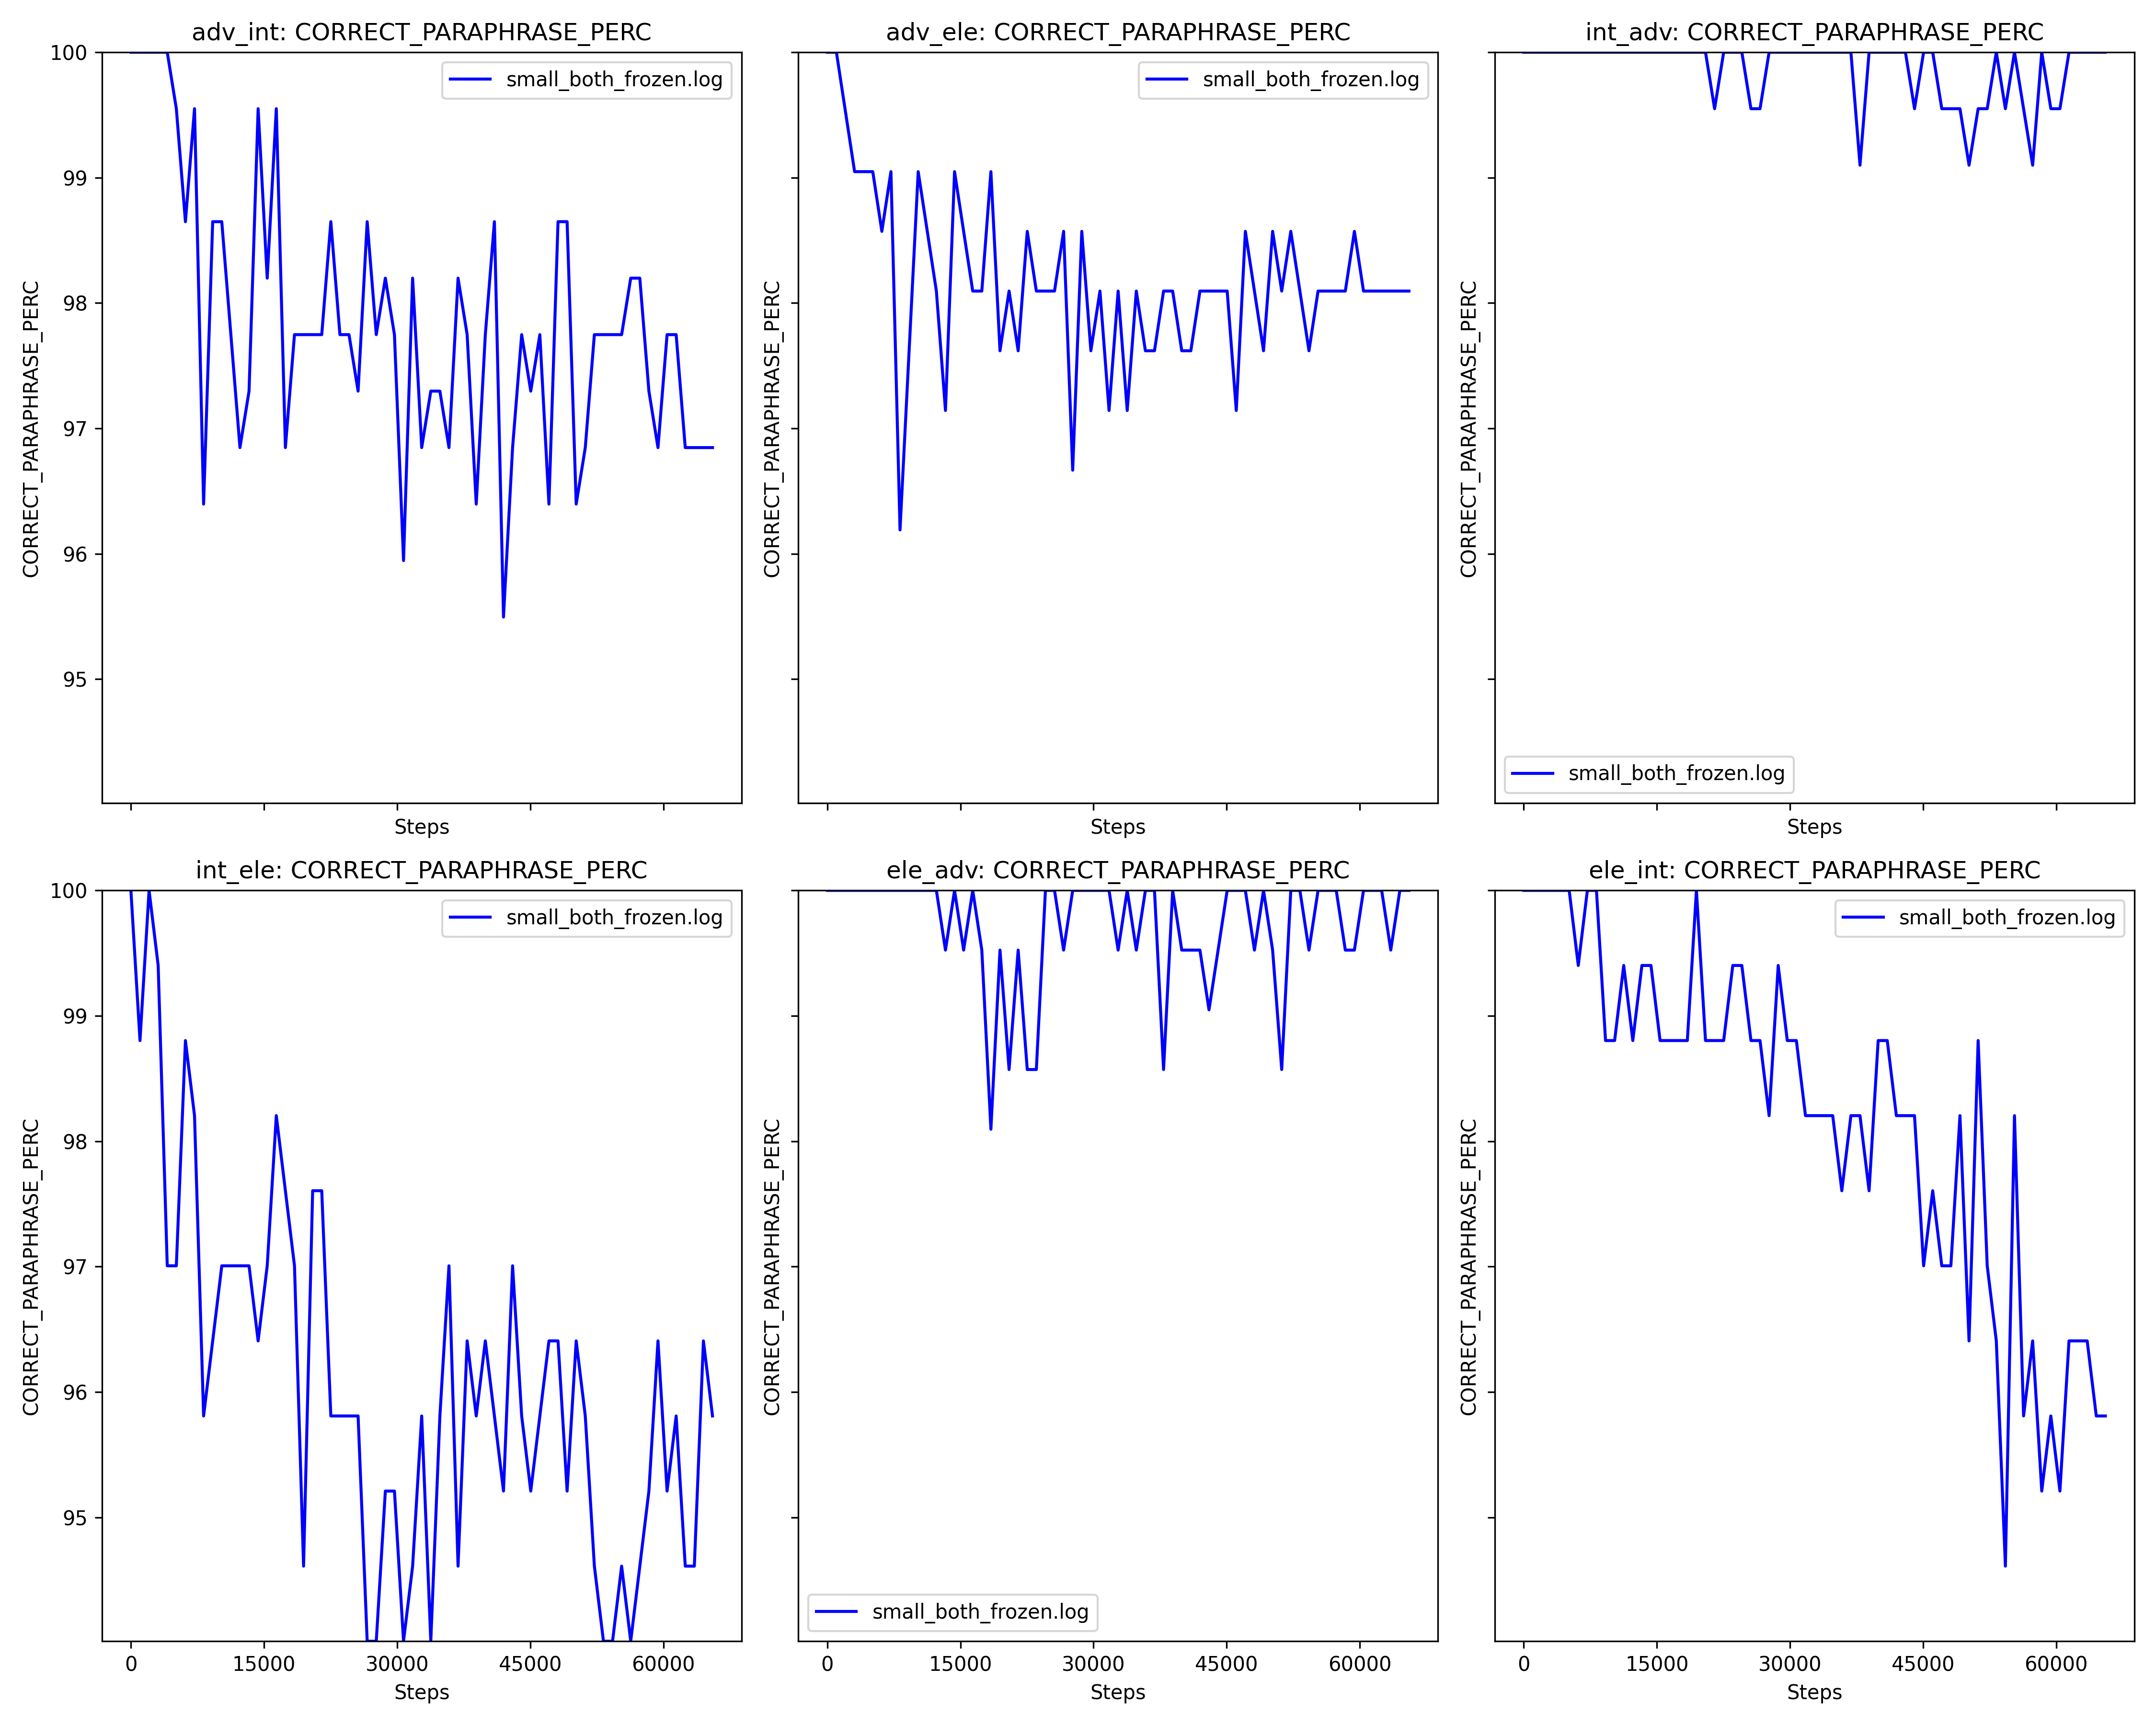 adv_int: CORRECT_PARAPHRASE_PERC
adv_ele: CORRECT_PARAPHRASE_PERC
int_adv: CORRECT_PARAPHRASE_PERC
small_both_frozen.log
small_both_frozen.log
small_both_frozen.log
CORRECT_PARAPHRASE_PERC
CORRECT_PARAPHRASE_PERC
CORRECT_PARAPHRASE_PERC
100
99
98
97
96
95
Steps
Steps
Steps
int_ele: CORRECT_PARAPHRASE_PERC
ele_adv: CORRECT_PARAPHRASE_PERC
ele_int: CORRECT_PARAPHRASE_PERC
small_both_frozen.log
small_both_frozen.log
small_both_frozen.log
CORRECT_PARAPHRASE_PERC
CORRECT_PARAPHRASE_PERC
CORRECT_PARAPHRASE_PERC
100
99
98
97
96
95
0 15000 30000 45000 60000
0 15000 30000 45000 60000
0 15000 30000 45000 60000
Steps
Steps
Steps